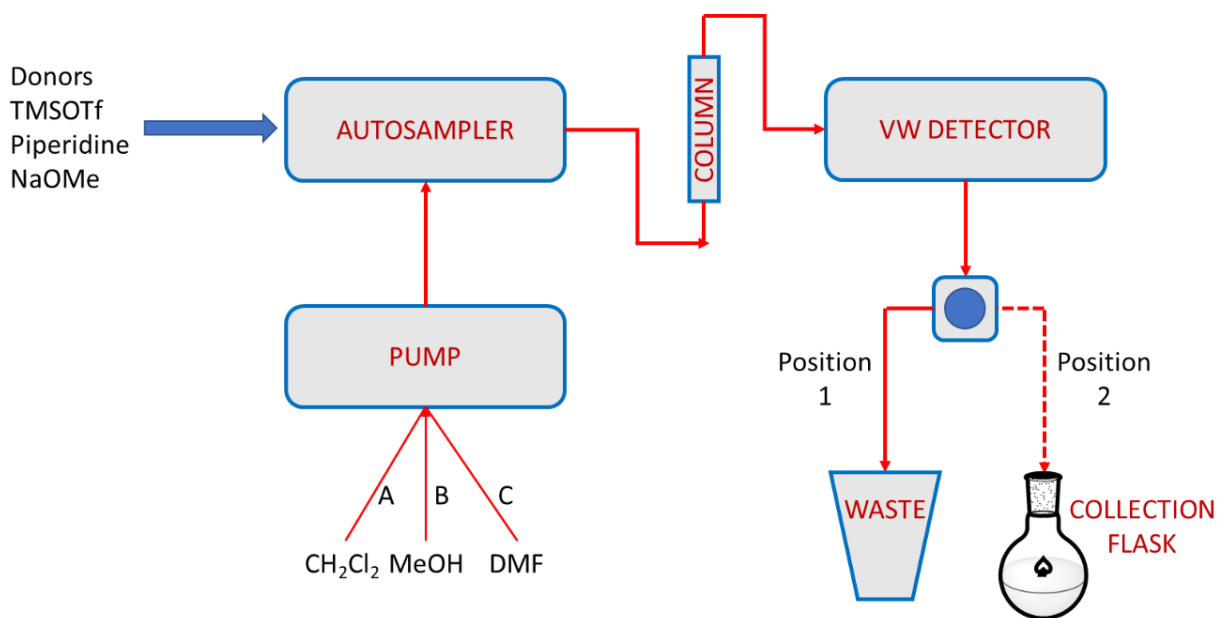 Donors
TMSOTf
Piperidine
NaOMe
AUTOSAMPLER
COLUMN
VW DETECTOR
PUMP
A
B
C
CH₂Cl₂
MeOH
DMF
Position
1
Position
2
WASTE
COLLECTION
FLASK